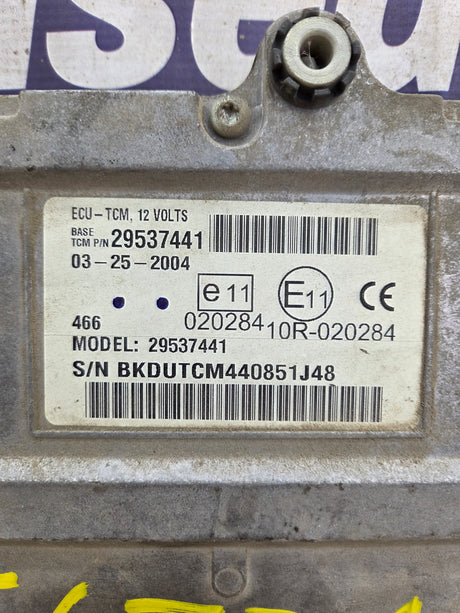 ECU-TCM, 12 VOLTS
BASE
TCM P/N 29537441
03-25-2004
e11
E11
CE
020284
10R-020284
466
MODEL: 29537441
S/N BKDUTCM440851J48